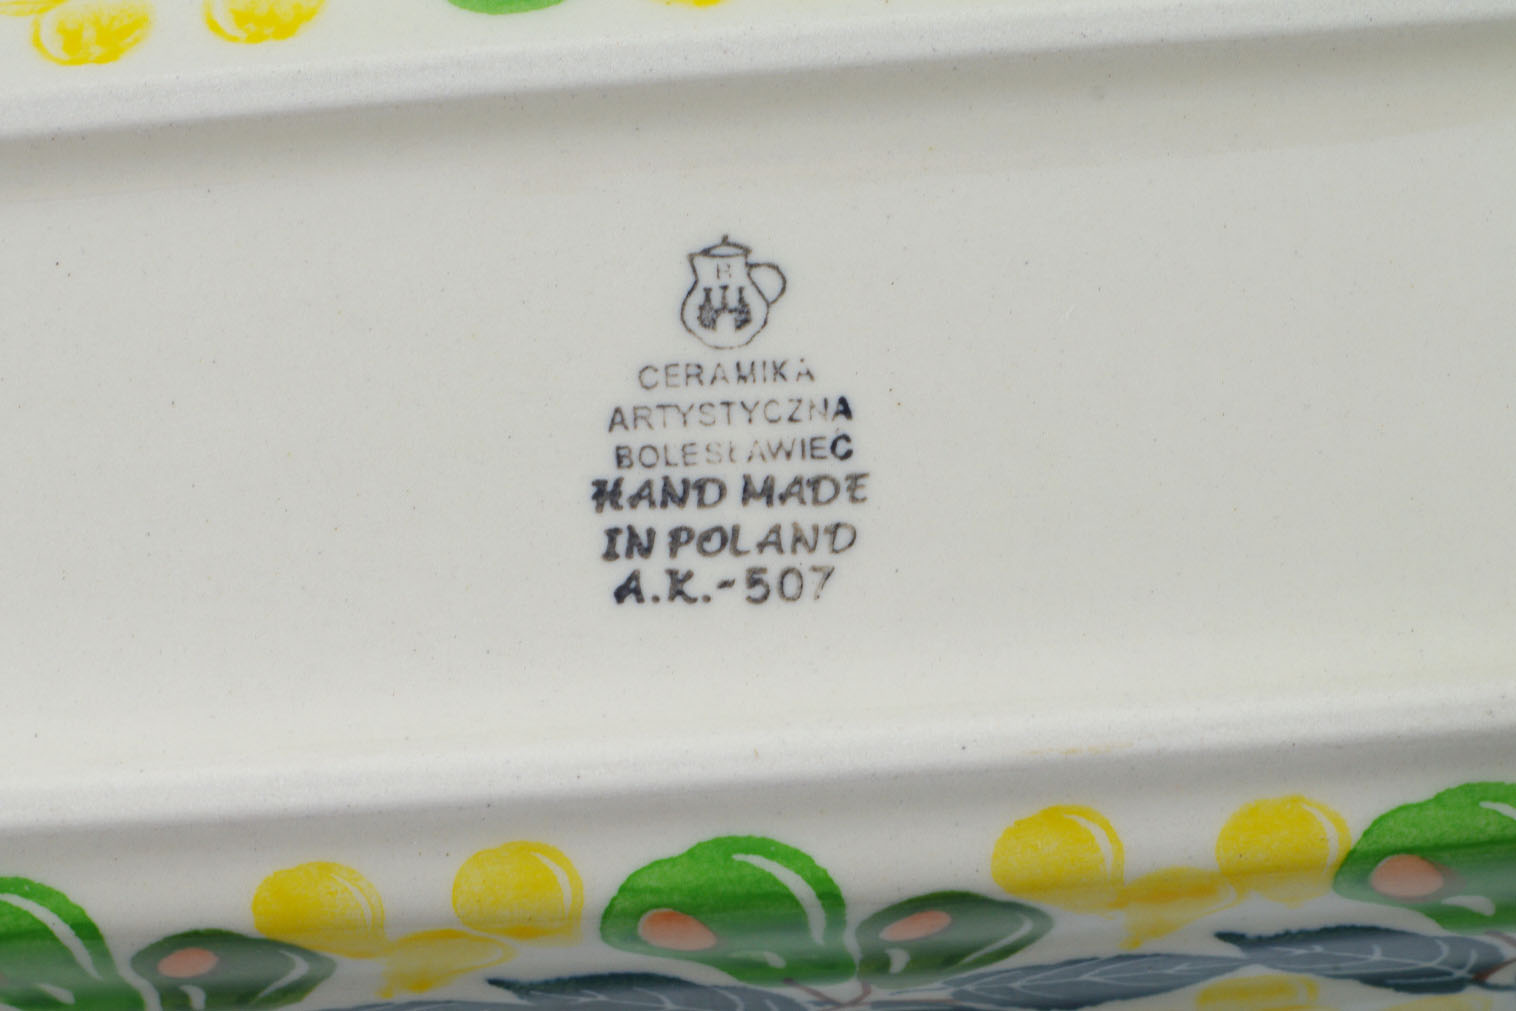 B
CERAMIKA
ARTYSTYCZNA
BOLESŁAWIEC
HAND MADE
IN POLAND
A.K.-507